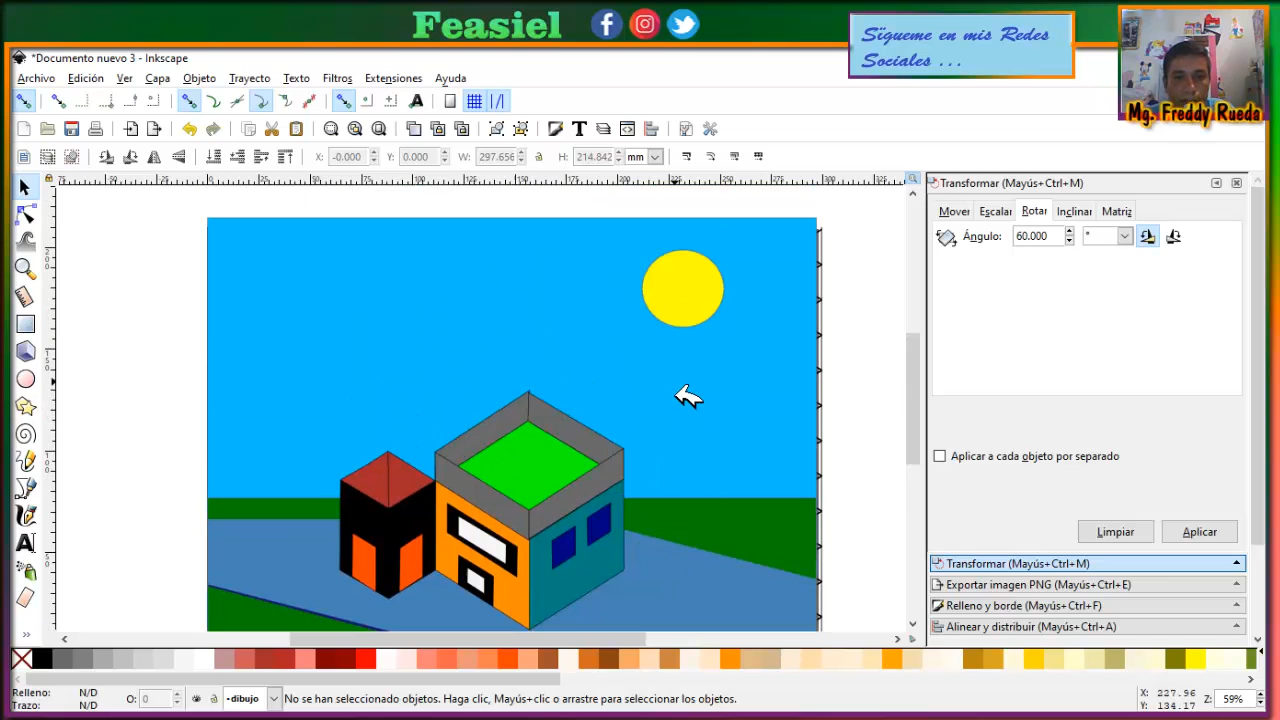 Feasiel
Sïgueme en mis Redes
Sociales ...
Mg. Freddy Rueda
*Documento nuevo 3 - Inkscape
Archivo Edición Ver Capa Objeto Trayecto Texto Filtros Extensiones Ayuda
X: -0.000 Y: 0.000 W: 297.656 H: 214.842 mm
Transformar (Mayús+Ctrl+M)
Mover Escalar Rotar Inclinar Matriz
Ángulo: 60.000 °
Aplicar a cada objeto por separado
Limpiar Aplicar
Transformar (Mayús+Ctrl+M)
Exportar imagen PNG (Mayús+Ctrl+E)
Relleno y borde (Mayús+Ctrl+F)
Alinear y distribuir (Mayús+Ctrl+A)
Relleno: N/D
Trazo: N/D
O: 0
dibujo
No se han seleccionado objetos. Haga clic, Mayús+clic o arrastre para seleccionar los objetos.
X: 227.96
Y: 134.17
Z: 59%